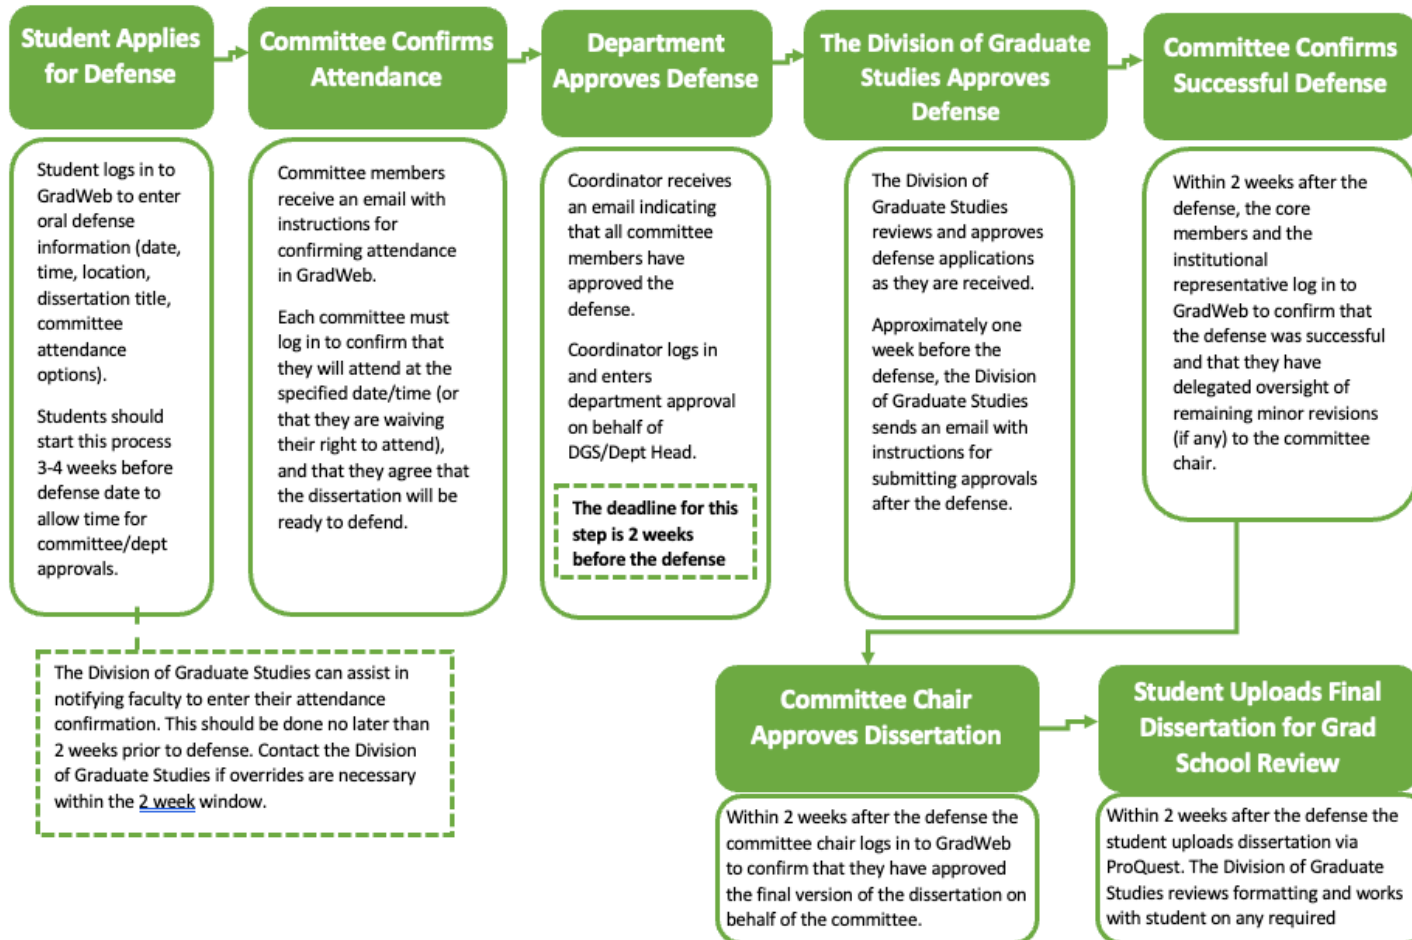 Student Applies
for Defense
Student logs in to
GradWeb to enter
oral defense
information (date,
time, location,
dissertation title,
committee
attendance
options).
Students should
start this process
3-4 weeks before
defense date to
allow time for
committee/dept
approvals.
The Division of Graduate Studies can assist in
notifying faculty to enter their attendance
confirmation. This should be done no later than
2 weeks prior to defense. Contact the Division
of Graduate Studies if overrides are necessary
within the 2 week window.
Committee Confirms
Attendance
Committee members
receive an email with
instructions for
confirming attendance
in GradWeb.
Each committee must
log in to confirm that
they will attend at the
specified date/time (or
that they are waiving
their right to attend),
and that they agree that
the dissertation will be
ready to defend.
Department
Approves Defense
Coordinator receives
an email indicating
that all committee
members have
approved the
defense.
Coordinator logs in
and enters
department approval
on behalf of
DGS/Dept Head.
The deadline for this
step is 2 weeks
before the defense
The Division of Graduate
Studies Approves
Defense
The Division of
Graduate Studies
reviews and approves
defense applications
as they are received.
Approximately one
week before the
defense, the Division
of Graduate Studies
sends an email with
instructions for
submitting approvals
after the defense.
Committee Confirms
Successful Defense
Within 2 weeks after the
defense, the core
members and the
institutional
representative log in to
GradWeb to confirm that
the defense was successful
and that they have
delegated oversight of
remaining minor revisions
(if any) to the committee
chair.
Committee Chair
Approves Dissertation
Within 2 weeks after the defense the
committee chair logs in to GradWeb
to confirm that they have approved
the final version of the dissertation on
behalf of the committee.
Student Uploads Final
Dissertation for Grad
School Review
Within 2 weeks after the defense the
student uploads dissertation via
ProQuest. The Division of Graduate
Studies reviews formatting and works
with student on any required